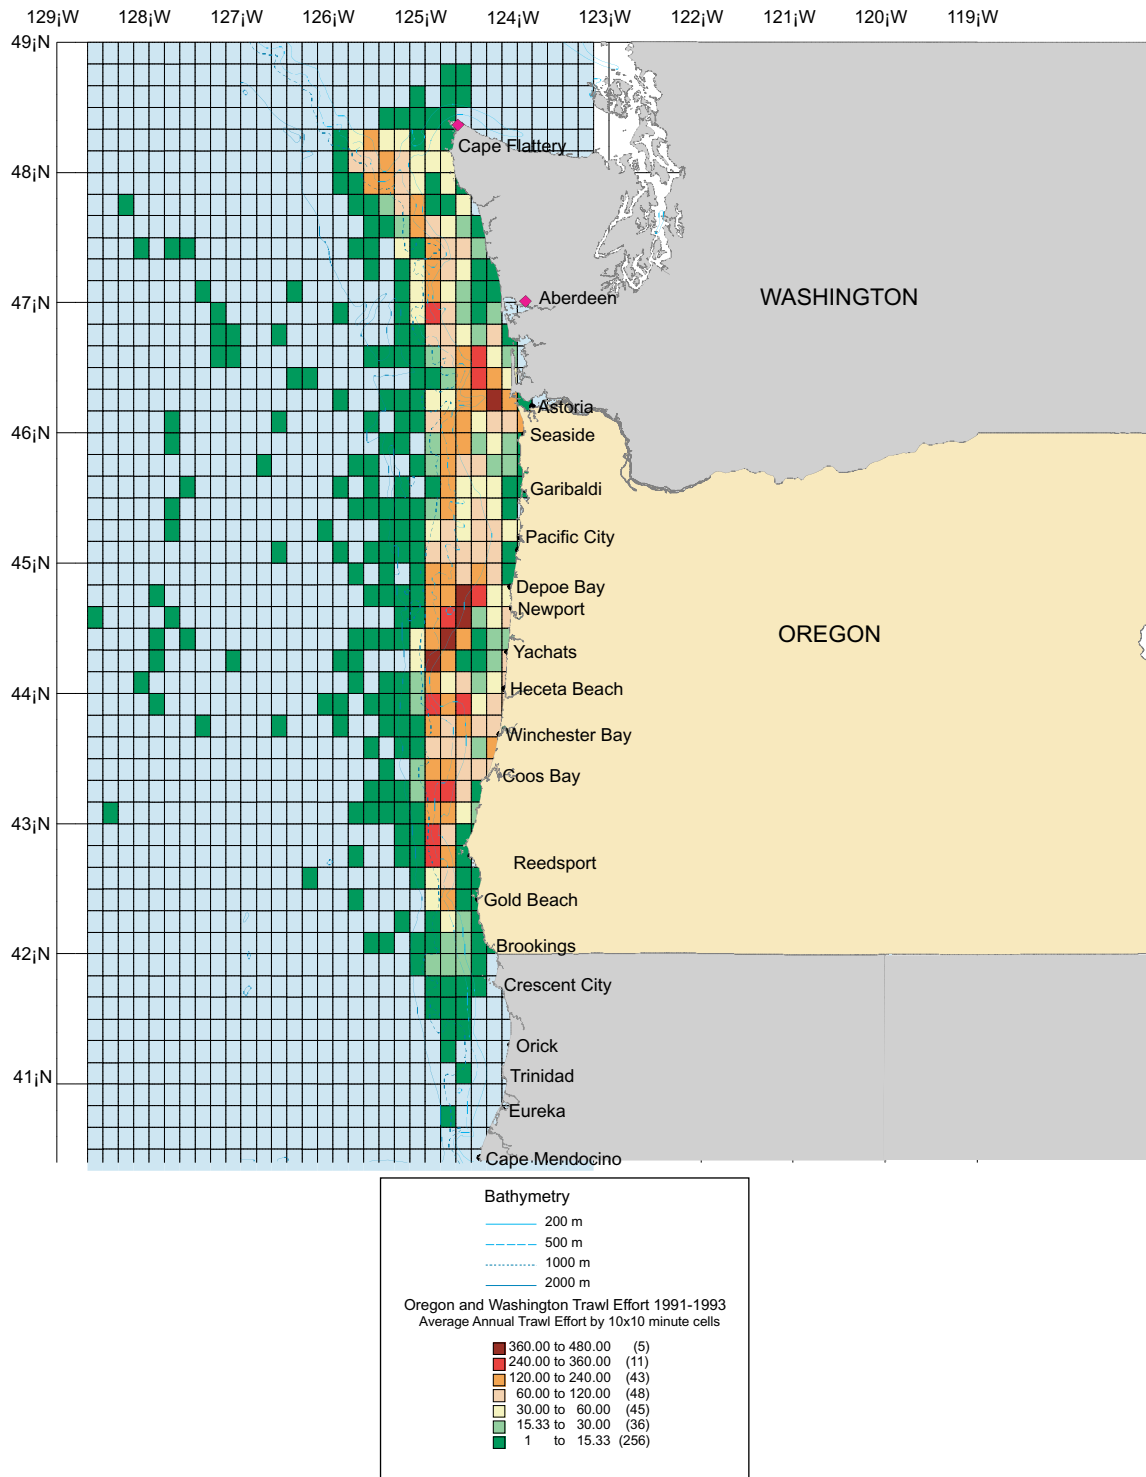 129¡W 128¡W 127¡W 126¡W 125¡W 124¡W 123¡W 122¡W 121¡W 120¡W 119¡W
49¡N
Cape Flattery
48¡N
47¡N
Aberdeen
WASHINGTON
Astoria
46¡N
Seaside
Garibaldi
Pacific City
45¡N
Depoe Bay
Newport
OREGON
Yachats
44¡N
Heceta Beach
Winchester Bay
Coos Bay
43¡N
Reedsport
Gold Beach
42¡N
Brookings
Crescent City
Orick
41¡N
Trinidad
Eureka
Cape Mendocino
Bathymetry
200 m
500 m
1000 m
2000 m
Oregon and Washington Trawl Effort 1991-1993
Average Annual Trawl Effort by 10x10 minute cells
360.00 to 480.00 (5)
240.00 to 360.00 (11)
120.00 to 240.00 (43)
60.00 to 120.00 (48)
30.00 to 60.00 (45)
15.33 to 30.00 (36)
1 to 15.33 (256)